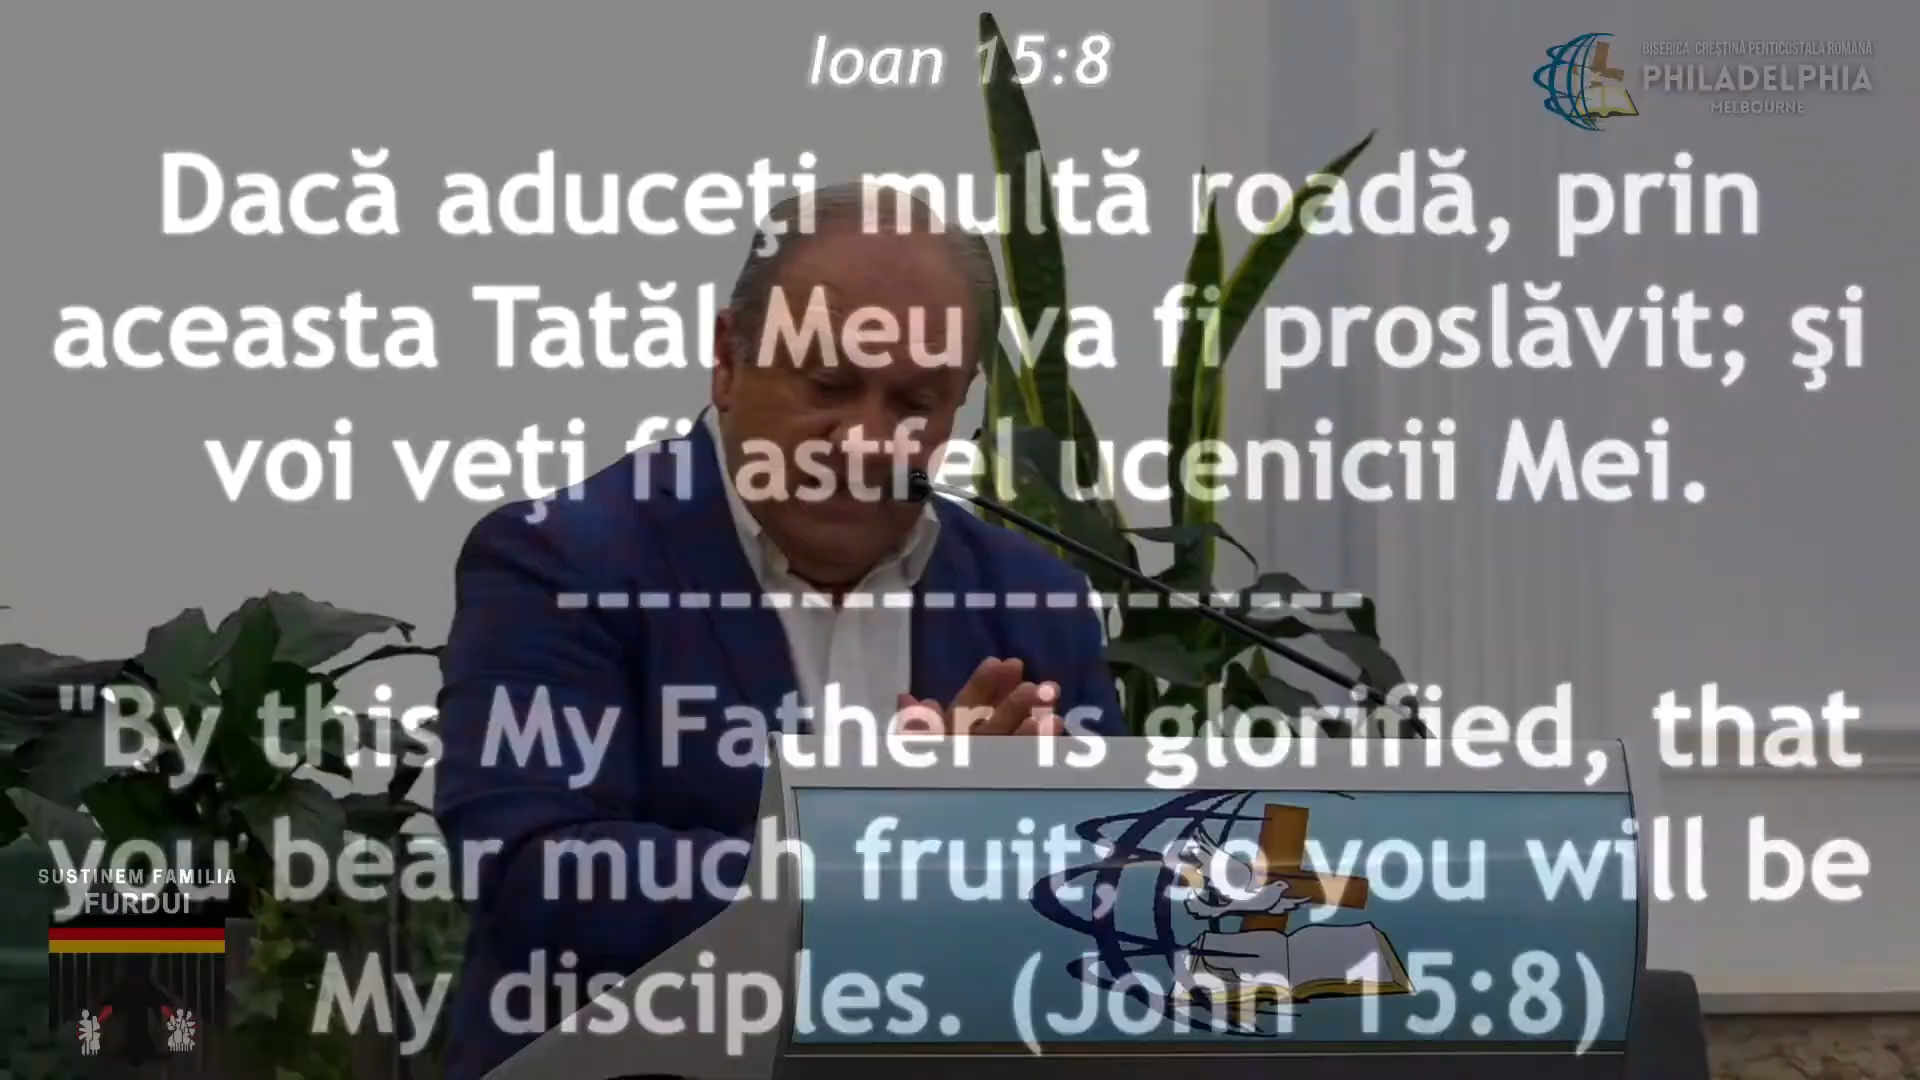 Ioan 15:8
BISERICA CREȘTINĂ PENTICOSTALĂ ROMÂNĂ
PHILADELPHIA
MELBOURNE
Dacă aduceţi multă roadă, prin
aceasta Tatăl Meu va fi proslăvit; şi
voi veţi fi astfel ucenicii Mei.
--------------------
"By this My Father is glorified, that
you bear much fruit; so you will be
My disciples. (John 15:8)
SUSTINEM FAMILIA
FURDUI